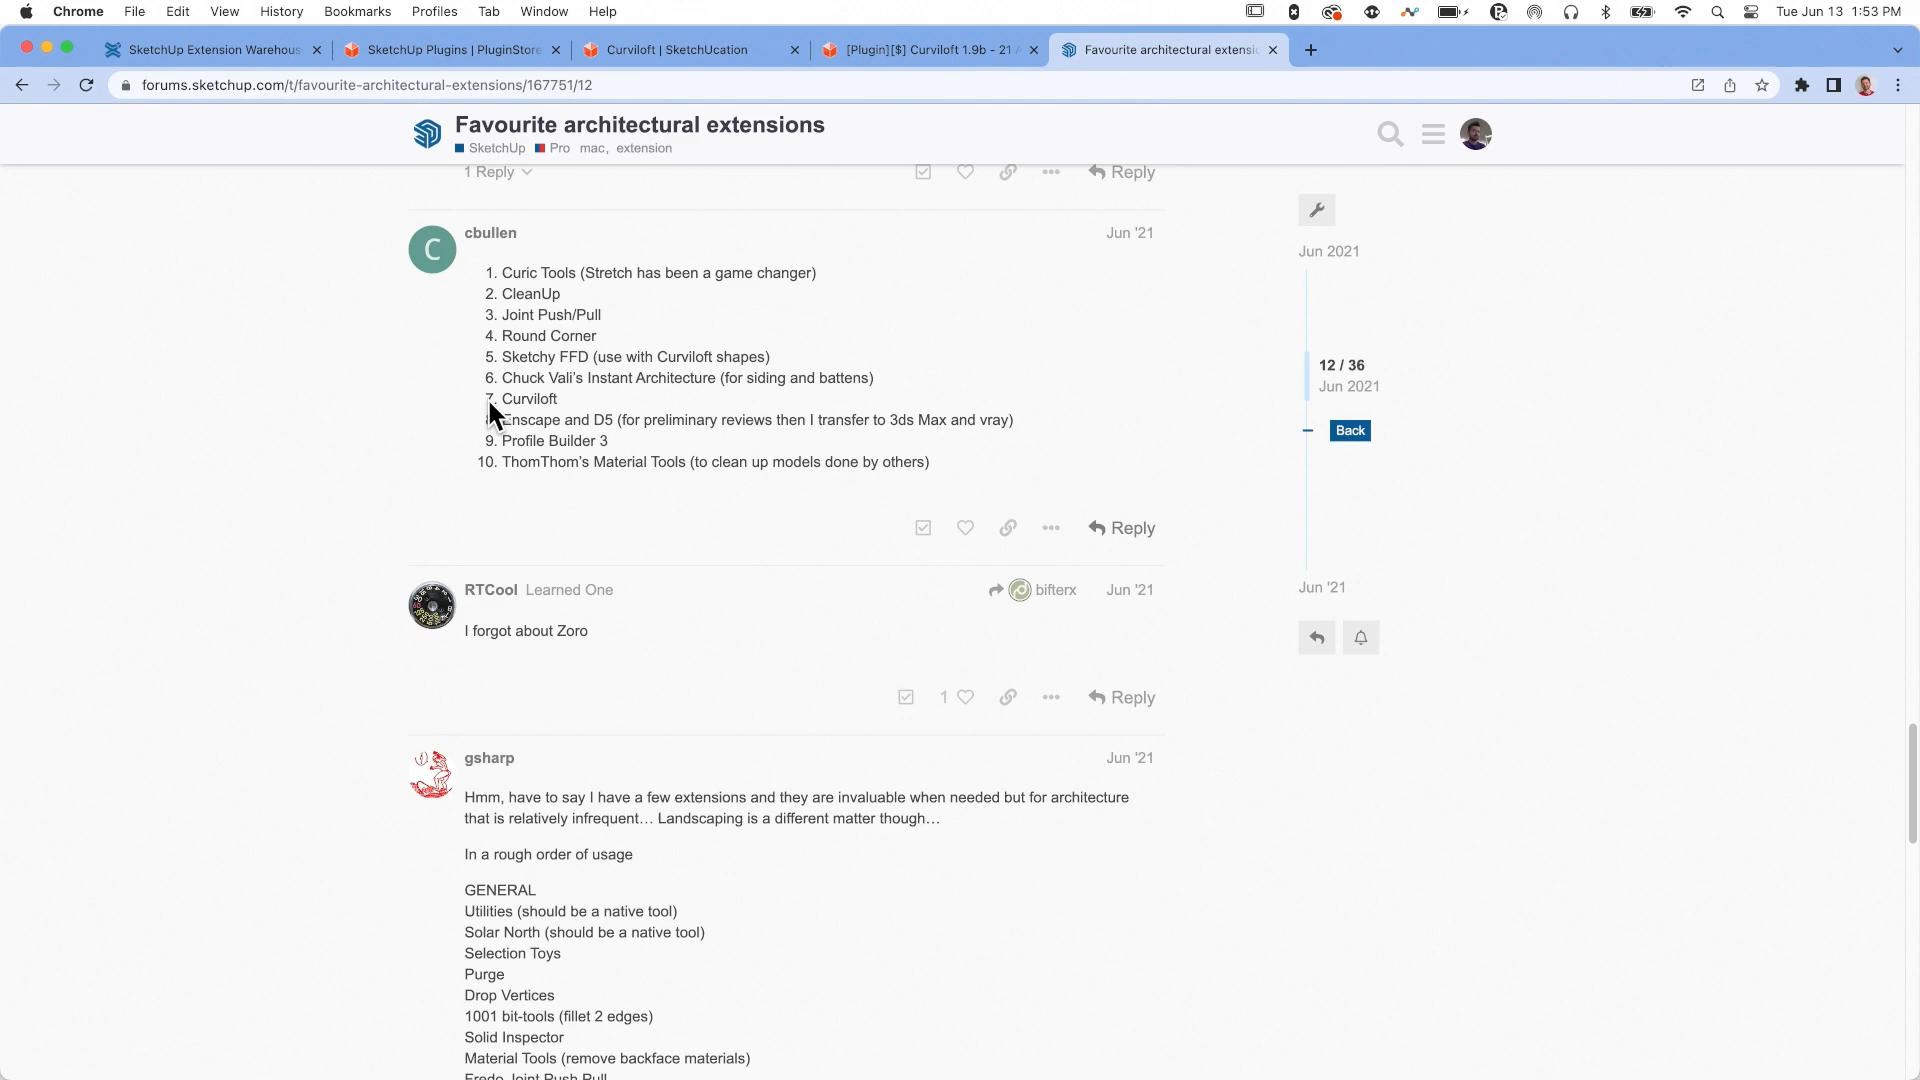 Chrome File Edit View History Bookmarks Profiles Tab Window Help Tue Jun 13 1:53 PM
SketchUp Extension Warehous SketchUp Plugins | PluginStore Curviloft | SketchUcation [Plugin][$] Curviloft 1.9b - 21 Favourite architectural extensi
forums.sketchup.com/t/favourite-architectural-extensions/167751/12
Favourite architectural extensions
SketchUp Pro mac, extension
1 Reply Reply
cbullen Jun '21
1. Curic Tools (Stretch has been a game changer)
2. CleanUp
3. Joint Push/Pull
4. Round Corner
5. Sketchy FFD (use with Curviloft shapes)
6. Chuck Vali's Instant Architecture (for siding and battens)
7. Curviloft
Enscape and D5 (for preliminary reviews then I transfer to 3ds Max and vray)
9. Profile Builder 3
10. ThomThom's Material Tools (to clean up models done by others)
Reply
RTCool Learned One bifterx Jun '21
I forgot about Zoro
1 Reply
gsharp Jun '21
Hmm, have to say I have a few extensions and they are invaluable when needed but for architecture
that is relatively infrequent… Landscaping is a different matter though…
In a rough order of usage
GENERAL
Utilities (should be a native tool)
Solar North (should be a native tool)
Selection Toys
Purge
Drop Vertices
1001 bit-tools (fillet 2 edges)
Solid Inspector
Material Tools (remove backface materials)
Fredo Joint Push Pull
Jun 2021
12 / 36
Jun 2021
Back
Jun '21